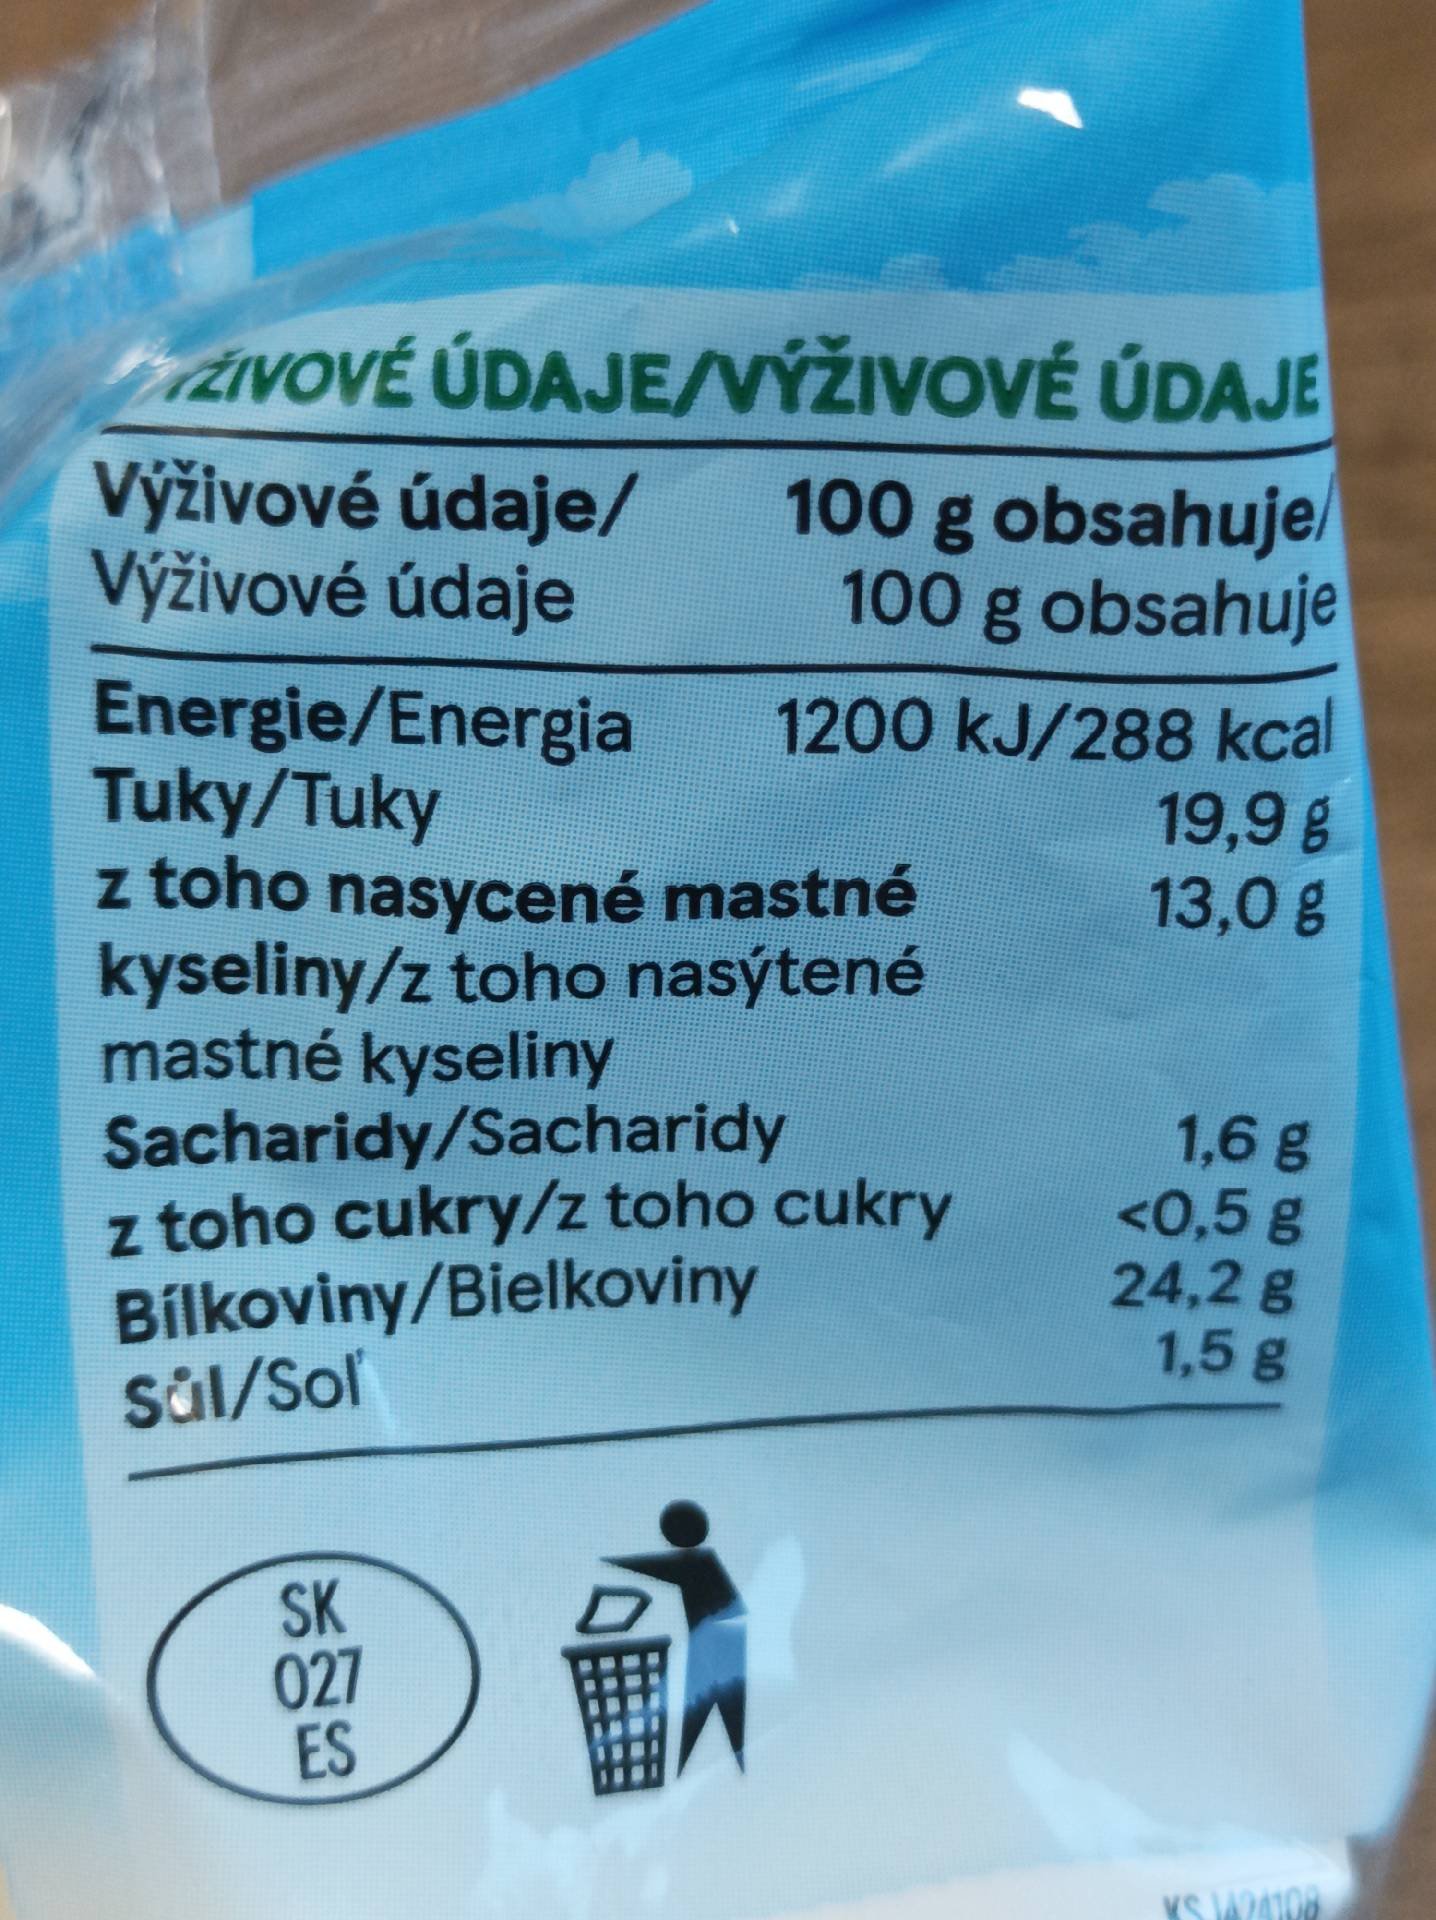 ŽIVOVÉ ÚDAJE/VÝŽIVOVÉ ÚDAJE
Výživové údaje/ 100 g obsahuje/
Výživové údaje 100 g obsahuje
Energie/Energia 1200 kJ/288 kcal
Tuky/Tuky 19,9 g
z toho nasycené mastné 13,0 g
kyseliny/z toho nasýtené
mastné kyseliny
Sacharidy/Sacharidy 1,6 g
z toho cukry/z toho cukry <0,5 g
Bílkoviny/Bielkoviny 24,2 g
Sůl/Soľ 1,5 g
SK
027
ES